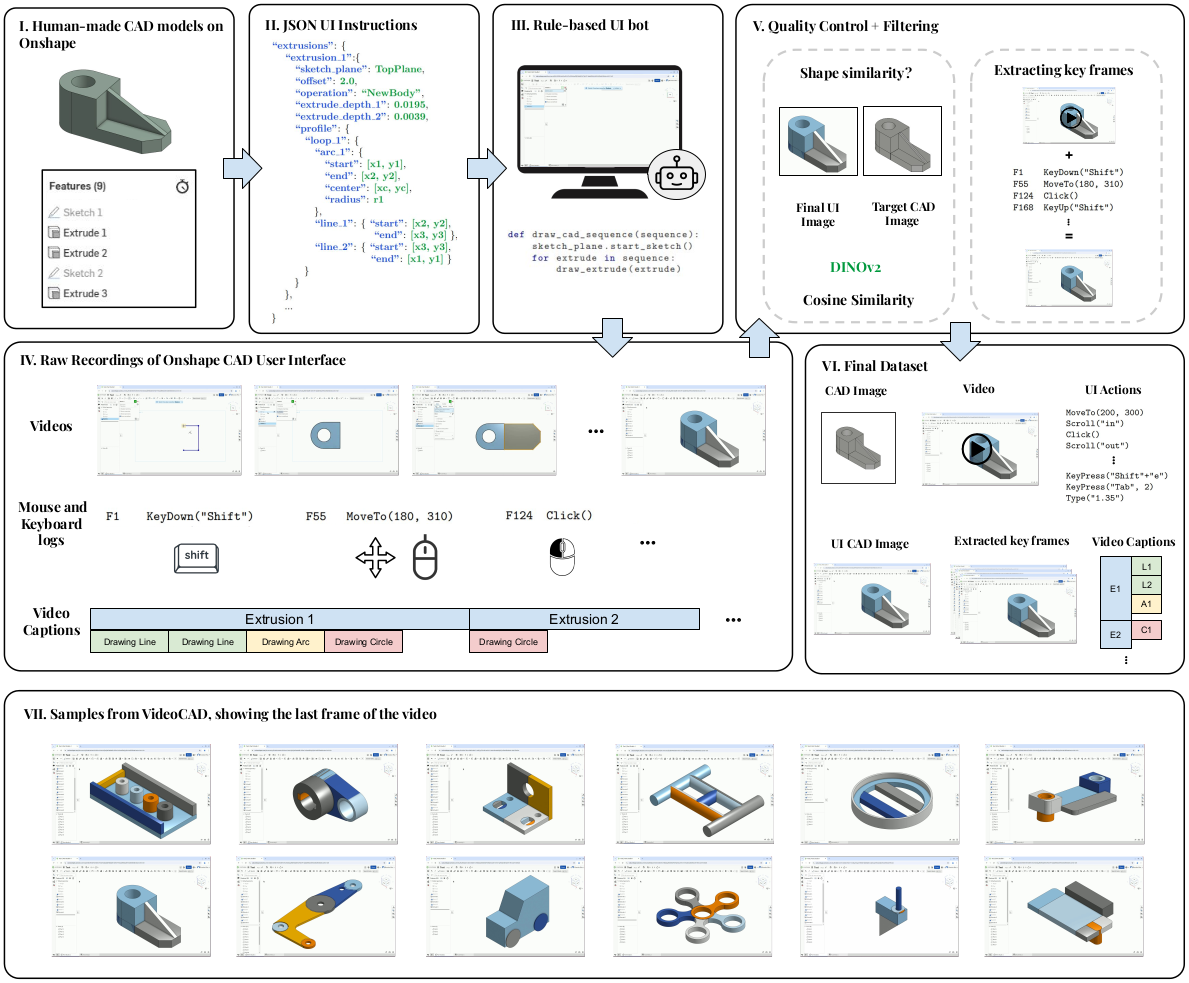 I. Human-made CAD models on
Onshape
Features (9)
Sketch 1
Extrude 1
Extrude 2
Sketch 2
Extrude 3
II. JSON UI Instructions
“extrusions”: {
“extrusion_1”:{
“sketch_plane”: TopPlane,
“offset”: 2.0,
“operation”: “NewBody”,
“extrude_depth_1”: 0.0195,
“extrude_depth_2”: 0.0039,
“profile”: {
“loop_1”: {
“arc_1”: {
“start”: [x1, y1],
“end”: [x2, y2],
“center”: [xc, yc],
“radius”: r1
},
“line_1”: { “start”: [x2, y2],
“end”: [x3, y3] },
“line_2”: { “start”: [x3, y3],
“end”: [x1, y1] }
}
}
},
...
}
III. Rule-based UI bot
def draw_cad_sequence(sequence):
sketch_plane.start_sketch()
for extrude in sequence:
draw_extrude(extrude)
V. Quality Control + Filtering
Shape similarity?
Final UI
Image
Target CAD
Image
DINOv2
Cosine Similarity
Extracting key frames
+
F1 KeyDown("Shift")
F55 MoveTo(180, 310)
F124 Click()
F168 KeyUp("Shift")
⋮
=
IV. Raw Recordings of Onshape CAD User Interface
Videos
...
Mouse and
Keyboard
logs
F1 KeyDown("Shift")
F55 MoveTo(180, 310)
F124 Click()
shift
...
Video
Captions
Extrusion 1
Extrusion 2
...
Drawing Line
Drawing Line
Drawing Arc
Drawing Circle
Drawing Circle
VI. Final Dataset
CAD Image
Video
UI Actions
MoveTo(200, 300)
Scroll("in")
Click()
Scroll("out")
⋮
KeyPress("Shift"+"e")
KeyPress("Tab", 2)
Type("1.35")
UI CAD Image
Extracted key frames
Video Captions
E1
L1
L2
A1
E2
C1
⋮
VII. Samples from VideoCAD, showing the last frame of the video